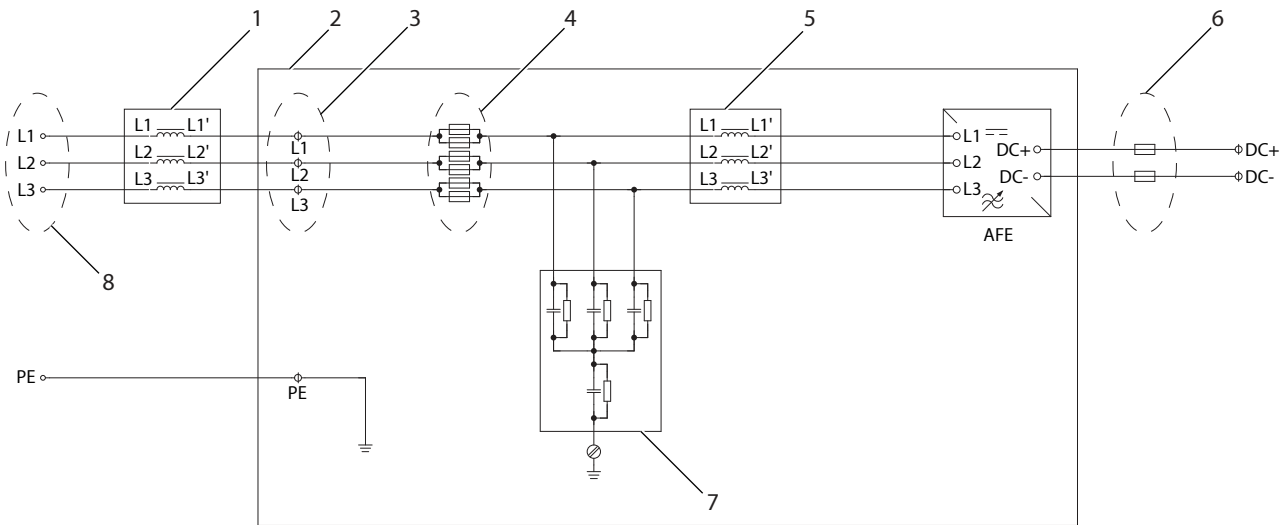 1 2 3 4 5 6
L1
L2
L3
L1 L1'
L2 L2'
L3 L3'
L1
L2
L3
L1 L1'
L2 L2'
L3 L3'
L1
L2
L3
DC+
DC-
AFE
DC+
DC-
8
PE
PE
7